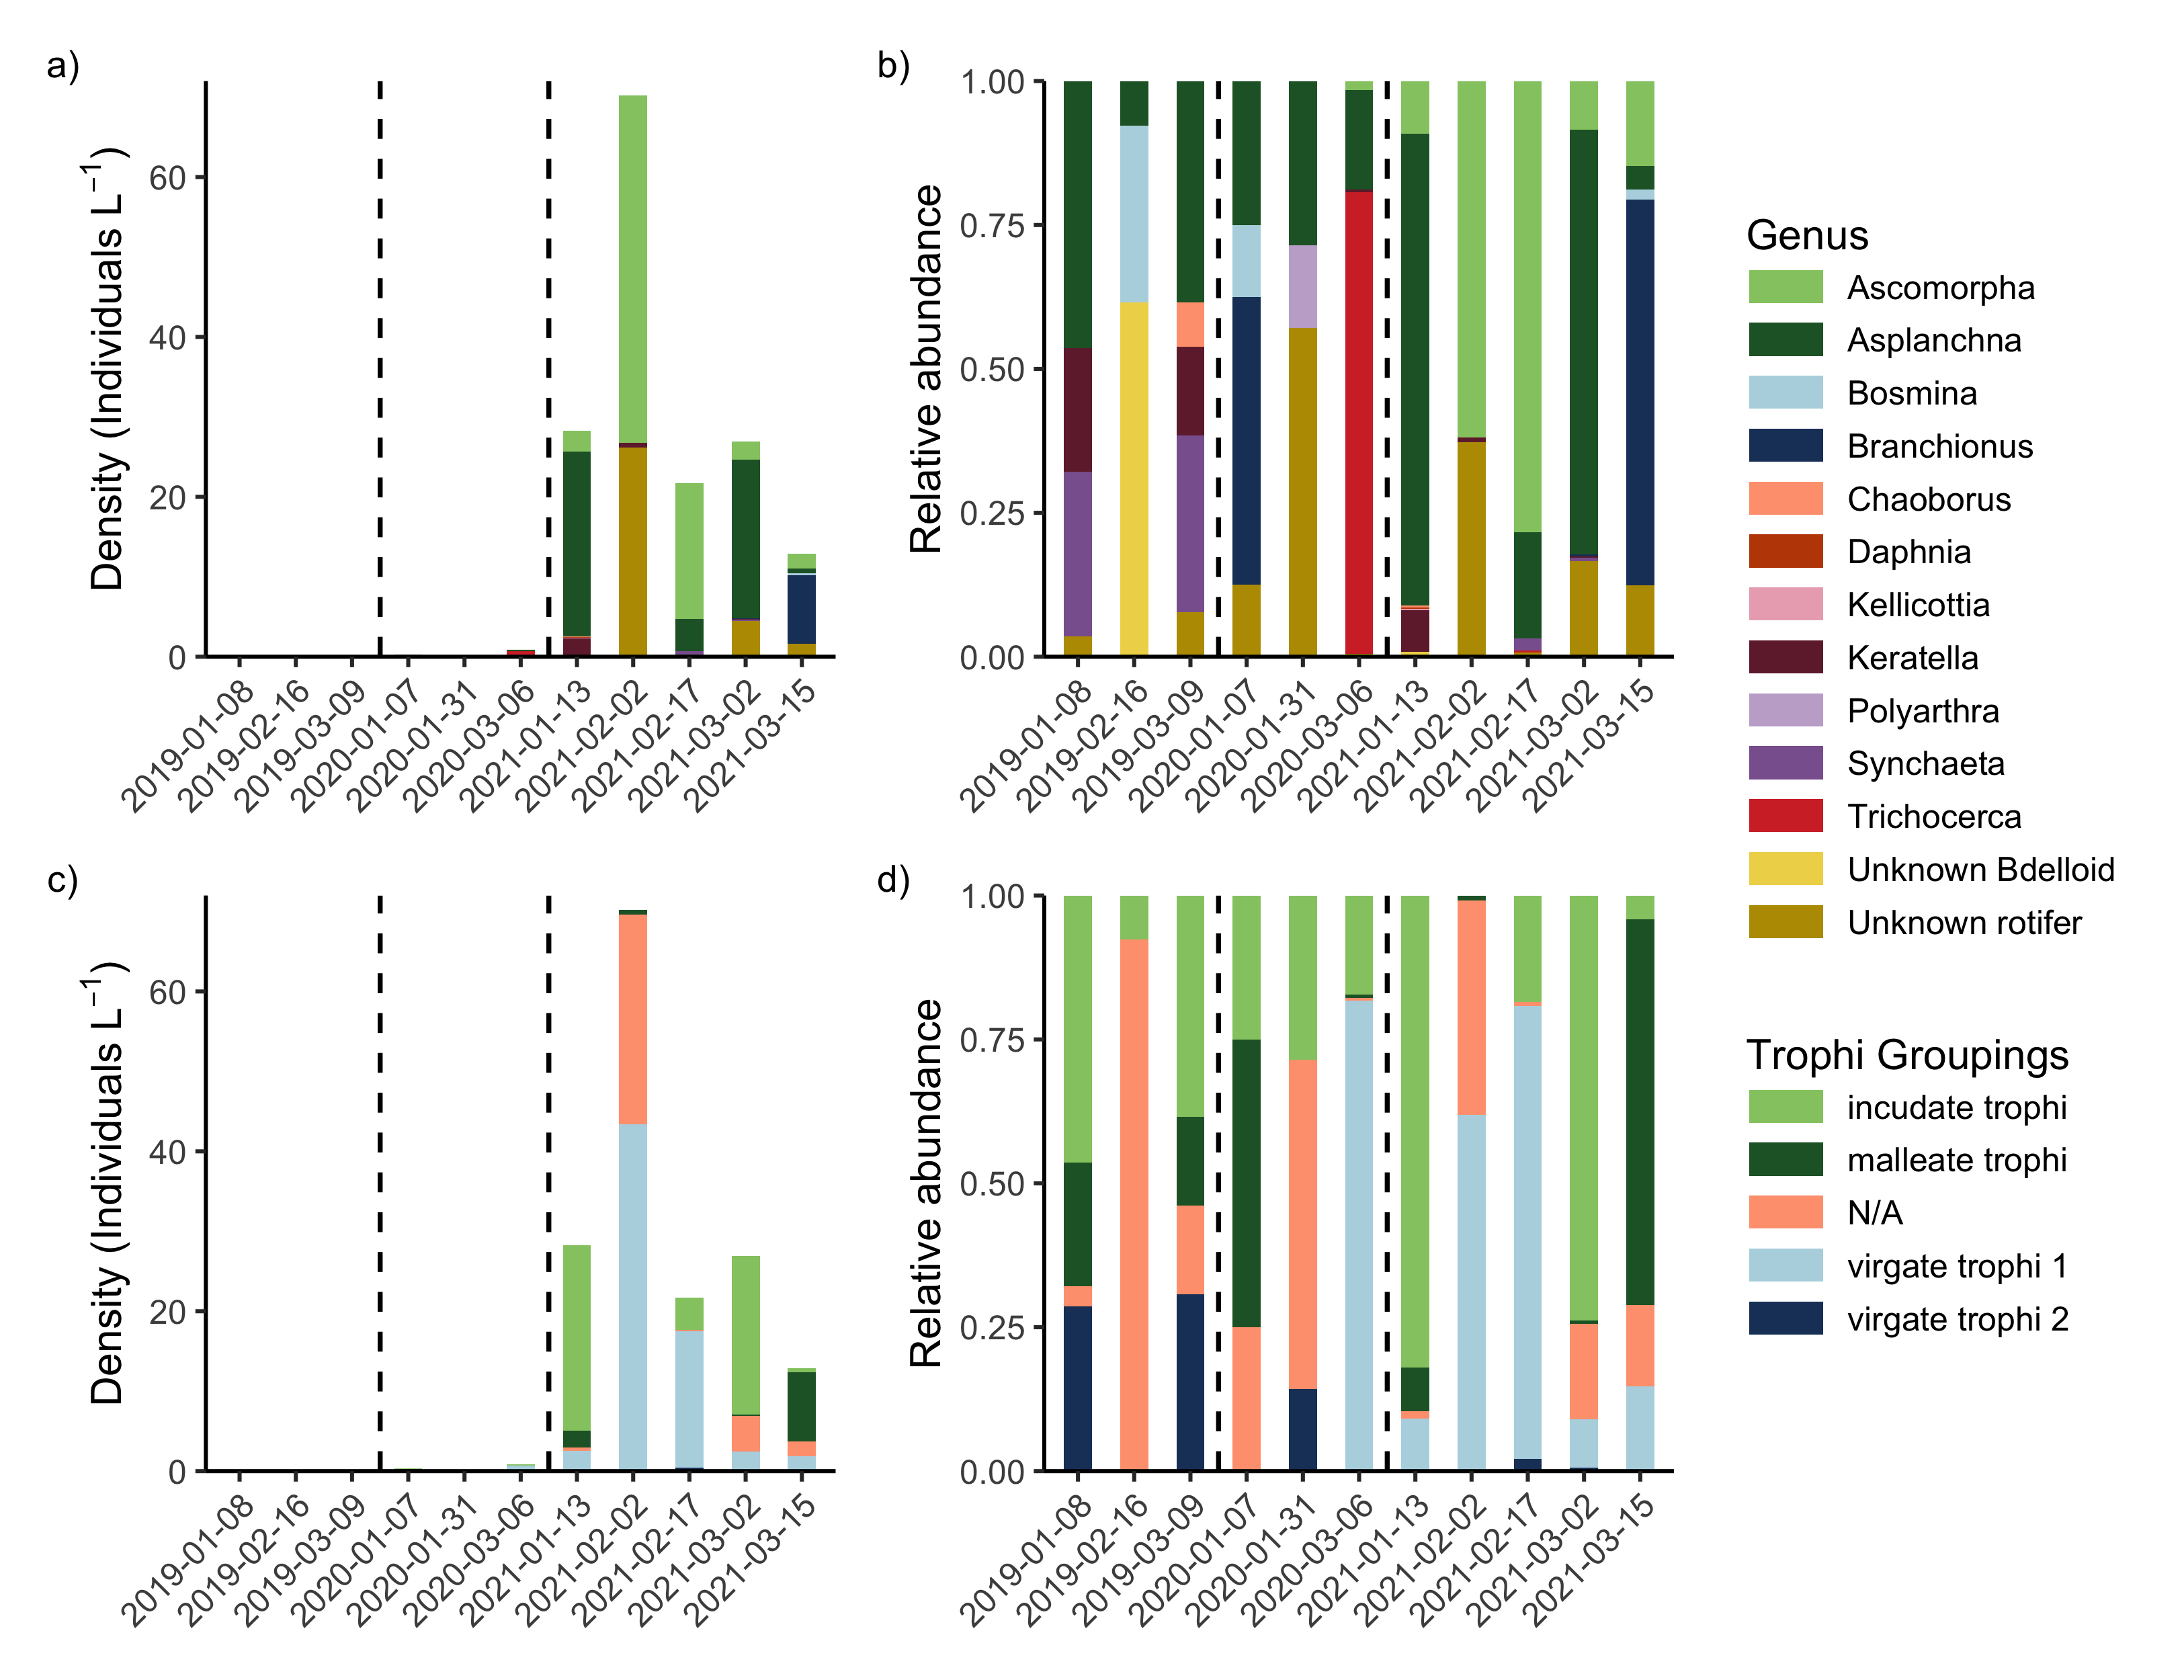 a)
Density (Individuals L⁻¹)
60
40
20
0
2019-01-08
2019-02-16
2019-03-09
2020-01-07
2020-01-31
2020-03-06
2021-01-13
2021-02-02
2021-02-17
2021-03-02
2021-03-15
b)
Relative abundance
1.00
0.75
0.50
0.25
0.00
2019-01-08
2019-02-16
2019-03-09
2020-01-07
2020-01-31
2020-03-06
2021-01-13
2021-02-02
2021-02-17
2021-03-02
2021-03-15
Genus
Ascomorpha
Asplanchna
Bosmina
Branchionus
Chaoborus
Daphnia
Kellicottia
Keratella
Polyarthra
Synchaeta
Trichocerca
Unknown Bdelloid
Unknown rotifer
c)
Density (Individuals L⁻¹)
60
40
20
0
2019-01-08
2019-02-16
2019-03-09
2020-01-07
2020-01-31
2020-03-06
2021-01-13
2021-02-02
2021-02-17
2021-03-02
2021-03-15
d)
Relative abundance
1.00
0.75
0.50
0.25
0.00
2019-01-08
2019-02-16
2019-03-09
2020-01-07
2020-01-31
2020-03-06
2021-01-13
2021-02-02
2021-02-17
2021-03-02
2021-03-15
Trophi Groupings
incudate trophi
malleate trophi
N/A
virgate trophi 1
virgate trophi 2